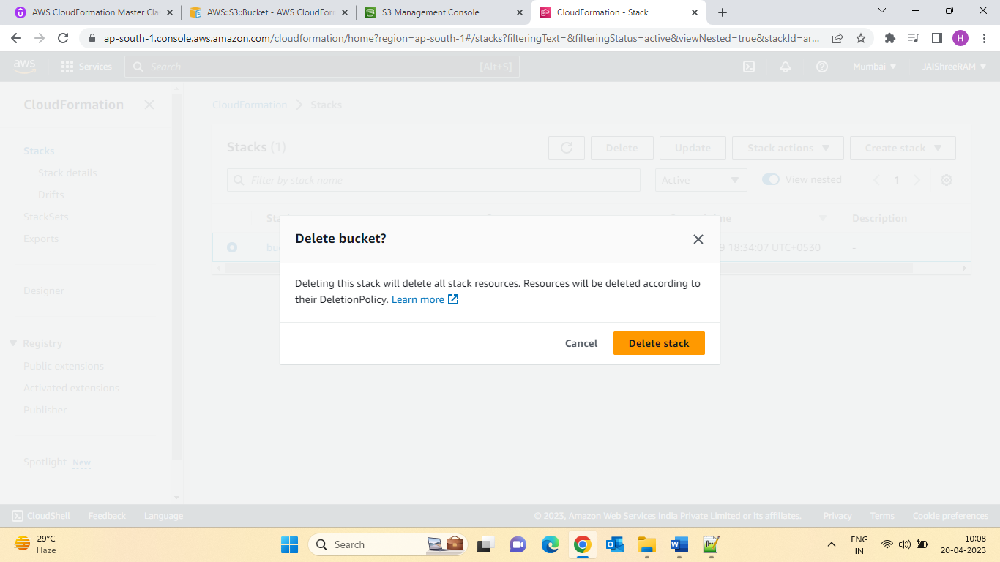 AWS CloudFormation Master Cla
AWS::S3::Bucket - AWS CloudForm
S3 Management Console
CloudFormation - Stack
ap-south-1.console.aws.amazon.com/cloudformation/home?region=ap-south-1#/stacks?filteringText=&filteringStatus=active&viewNested=true&stackId=ar...
H
aws
Services
Search
[Alt+S]
Mumbai
JAIShreeRAM
CloudFormation
CloudFormation
Stacks
Stacks
Stack details
Drifts
StackSets
Exports
Designer
Registry
Public extensions
Activated extensions
Publisher
Spotlight New
Stacks (1)
Delete
Update
Stack actions
Create stack
Filter by stack name
Active
View nested
1
Description
9 18:34:07 UTC+0530
-
Delete bucket?
Deleting this stack will delete all stack resources. Resources will be deleted according to
their DeletionPolicy. Learn more
Cancel
Delete stack
CloudShell
Feedback
Language
© 2023, Amazon Web Services India Private Limited or its affiliates.
Privacy
Terms
Cookie preferences
29°C
Haze
Search
ENG
IN
10:08
20-04-2023